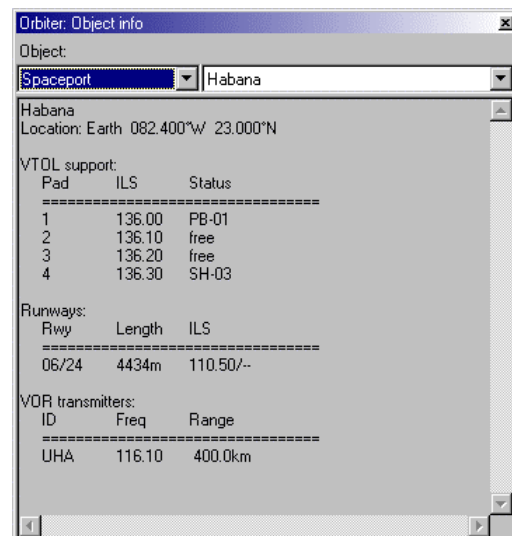 Orbiter: Object info
Object:
Spaceport Habana
Habana
Location: Earth 082.400°W 23.000°N
VTOL support:
Pad ILS Status
==================================
1 136.00 PB-01
2 136.10 free
3 136.20 free
4 136.30 SH-03
Runways:
Rwy Length ILS
==================================
06/24 4434m 110.50/--
VOR transmitters:
ID Freq Range
==================================
UHA 116.10 400.0km